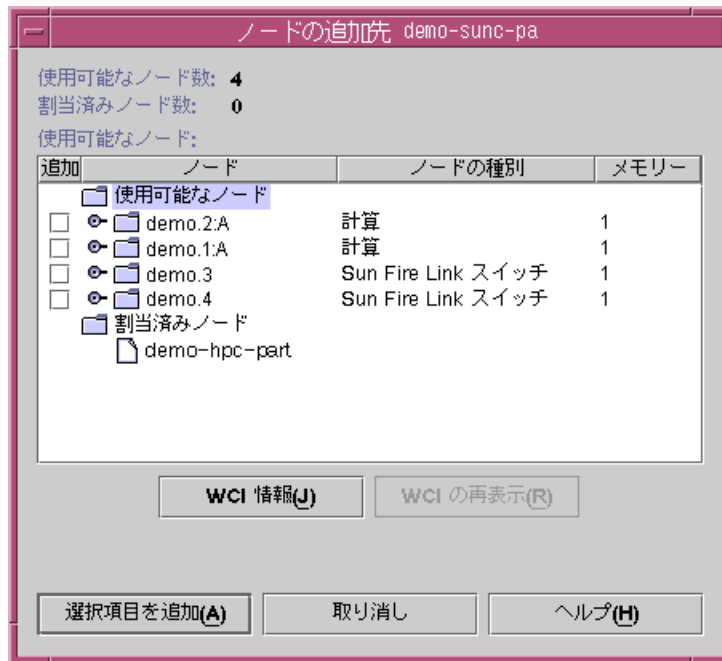 ノードの追加先 demo-sunc-pa
使用可能なノード数: 4
割当済みノード数: 0
使用可能なノード:
追加 ノード ノードの種別 メモリー
使用可能なノード
demo.2:A 計算 1
demo.1:A 計算 1
demo.3 Sun Fire Link スイッチ 1
demo.4 Sun Fire Link スイッチ 1
割当済みノード
demo-hpc-part
WCI 情報(J) WCI の再表示(R)
選択項目を追加(A) 取り消し ヘルプ(H)